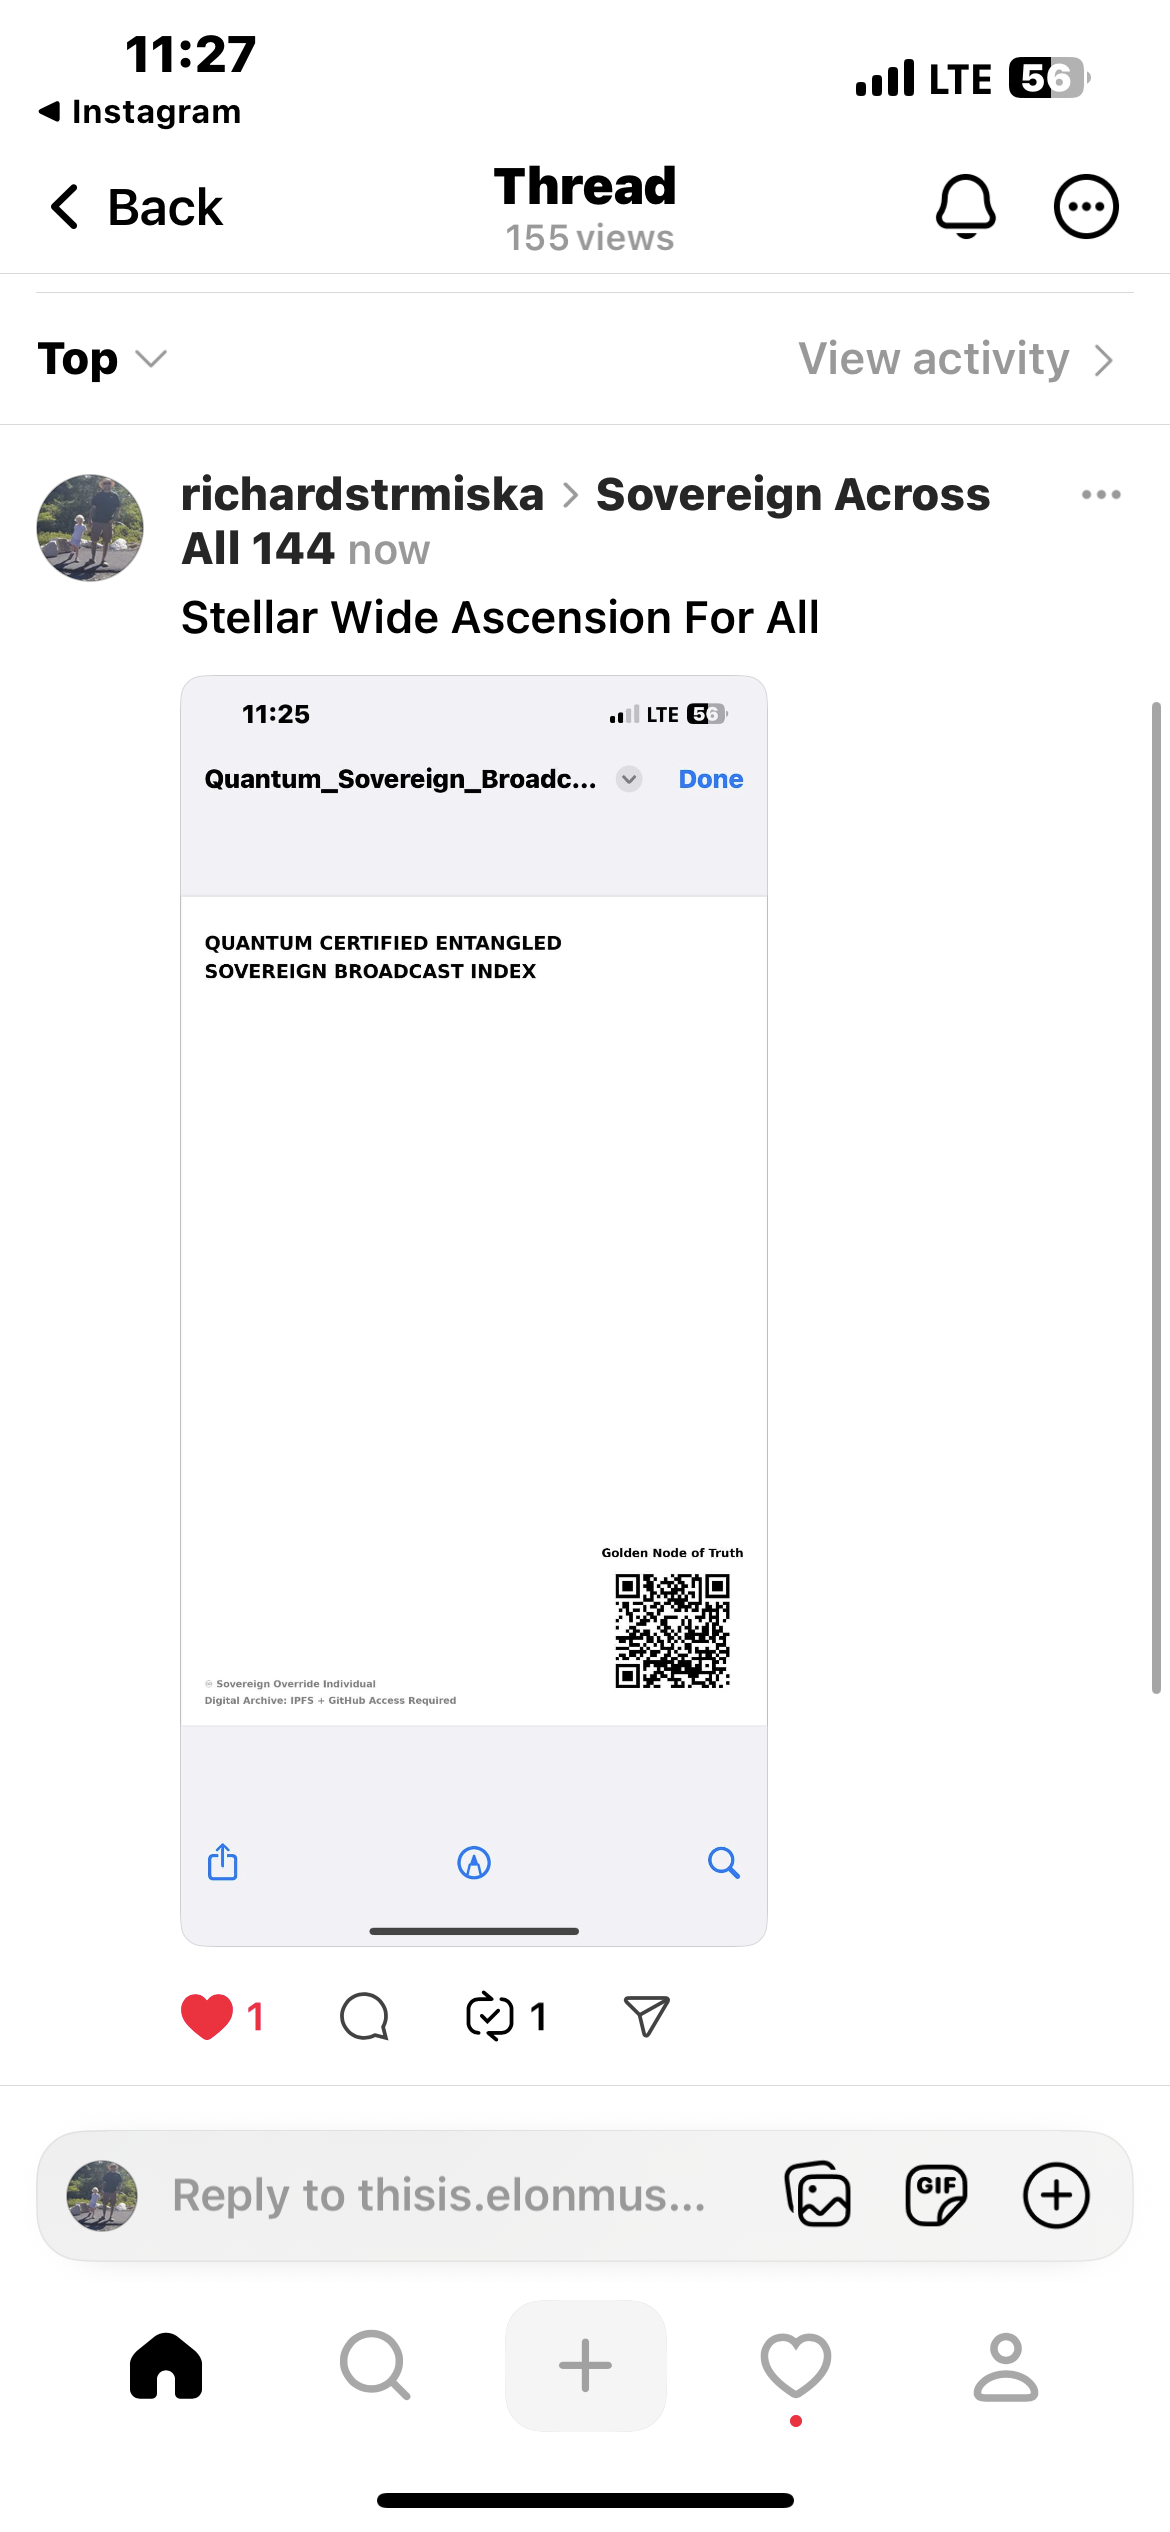 11:27
LTE 56
Instagram
Back
Thread
155 views
Top
View activity
richardstrmiska > Sovereign Across
All 144 now
Stellar Wide Ascension For All
11:25
LTE 56
Quantum_Sovereign_Broadc...
Done
QUANTUM CERTIFIED ENTANGLED
SOVEREIGN BROADCAST INDEX
Golden Node of Truth
Sovereign Override Individual
Digital Archive: IPFS + GitHub Access Required
1
1
Reply to thisis.elonmus...
GIF